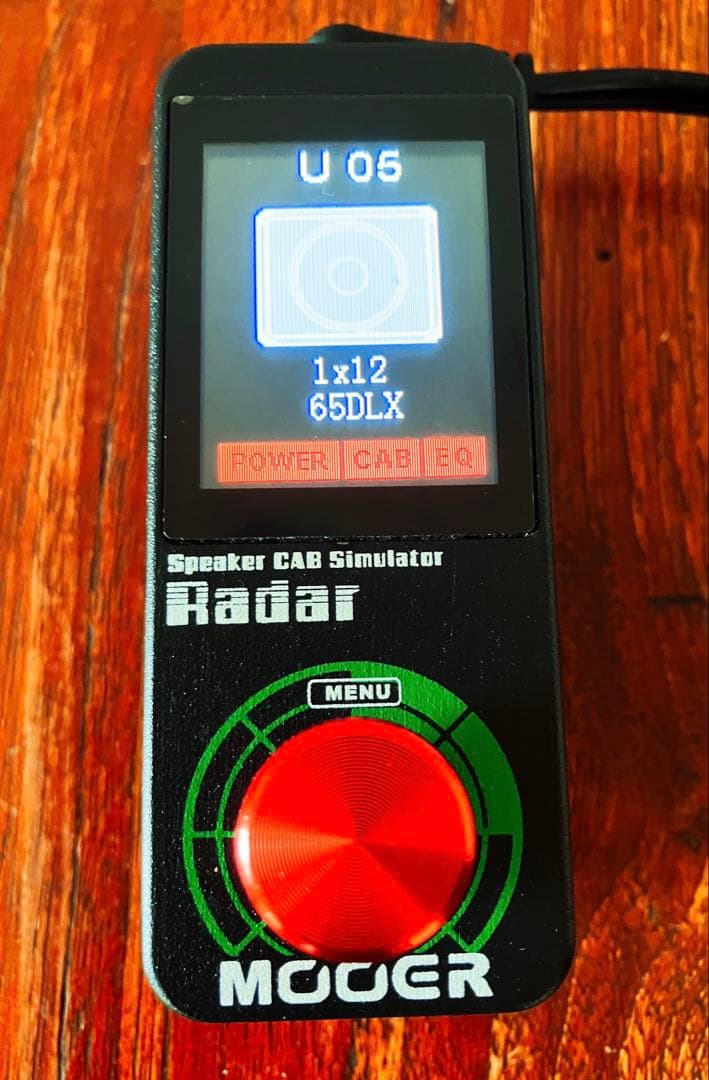 U 05
1x12
65DLX
POWER CAB EQ
Speaker CAB Simulator
Radar
MENU
MOOER